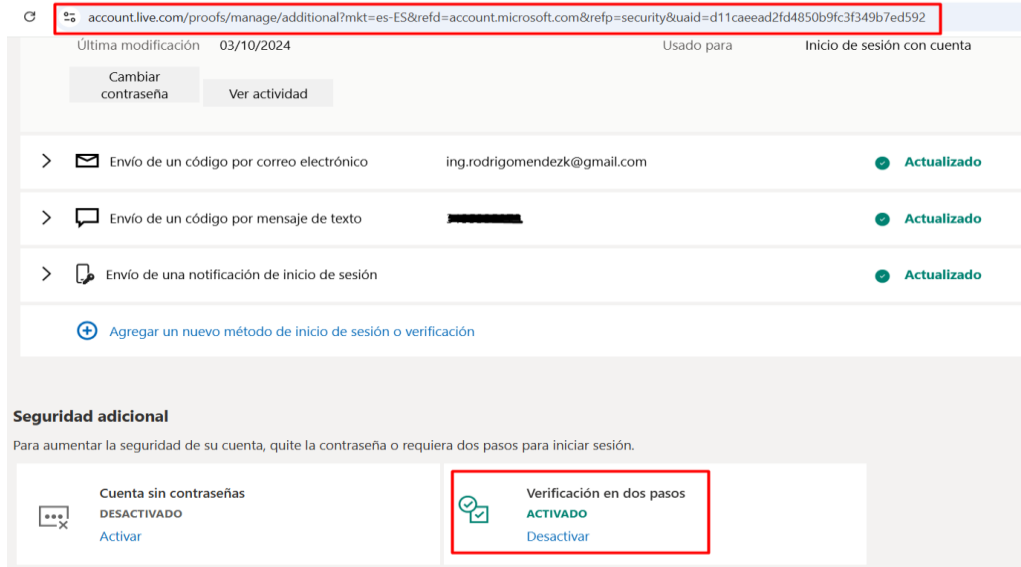 account.live.com/proofs/manage/additional?mkt=es-ES&refd=account.microsoft.com&refp=security&uaid=d11caeead2fd4850b9fc3f349b7ed592
Última modificación 03/10/2024 Usado para Inicio de sesión con cuenta
Cambiar
contraseña
Ver actividad
Envío de un código por correo electrónico ing.rodrigomendezk@gmail.com Actualizado
Envío de un código por mensaje de texto Actualizado
Envío de una notificación de inicio de sesión Actualizado
Agregar un nuevo método de inicio de sesión o verificación
Seguridad adicional
Para aumentar la seguridad de su cuenta, quite la contraseña o requiera dos pasos para iniciar sesión.
Cuenta sin contraseñas
DESACTIVADO
Activar
Verificación en dos pasos
ACTIVADO
Desactivar